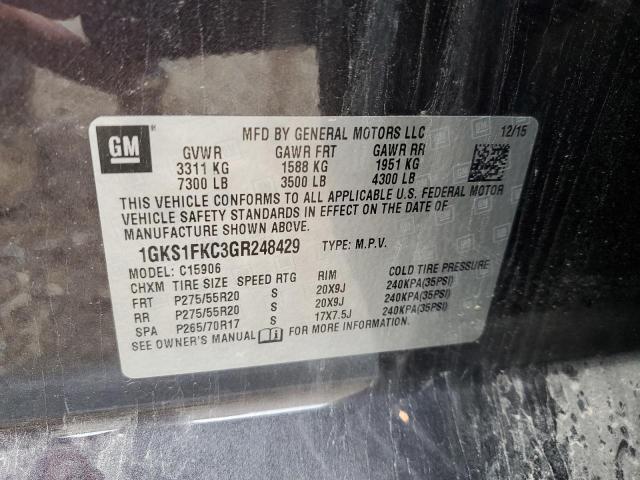 GM
MFD BY GENERAL MOTORS LLC 12/15
GVWR GAWR FRT GAWR RR
3311 KG 1588 KG 1951 KG
7300 LB 3500 LB 4300 LB
THIS VEHICLE CONFORMS TO ALL APPLICABLE U.S. FEDERAL MOTOR
VEHICLE SAFETY STANDARDS IN EFFECT ON THE DATE OF
MANUFACTURE SHOWN ABOVE.
1GKS1FKC3GR248429 TYPE: M.P.V.
MODEL: C15906
CHXM TIRE SIZE SPEED RTG RIM COLD TIRE PRESSURE
FRT P275/55R20 S 20X9J 240KPA(35PSI)
RR P275/55R20 S 20X9J 240KPA(35PSI)
SPA P265/70R17 S 17X7.5J 240KPA(35PSI)
SEE OWNER'S MANUAL FOR MORE INFORMATION.